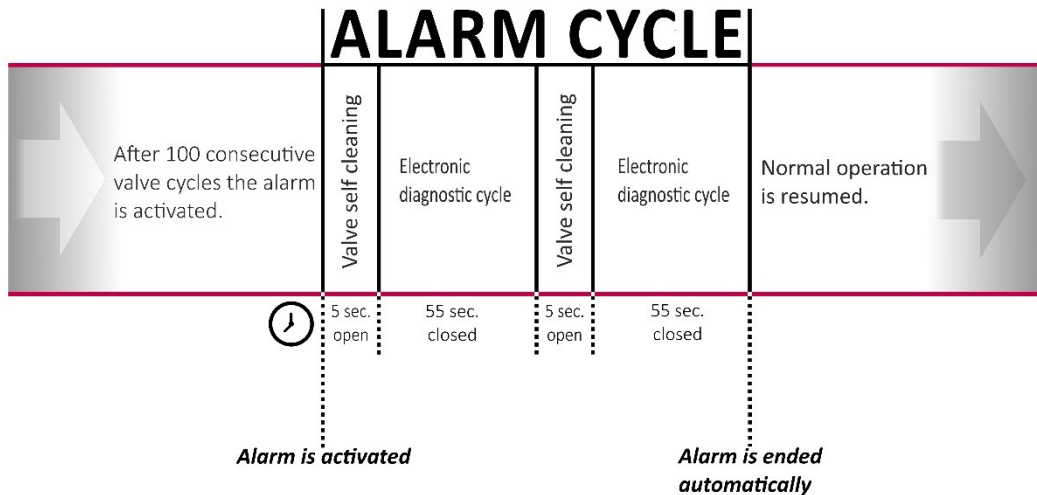 ALARM CYCLE
After 100 consecutive
valve cycles the alarm
is activated.
Valve self cleaning
Electronic
diagnostic cycle
Valve self cleaning
Electronic
diagnostic cycle
Normal operation
is resumed.
5 sec.
open
55 sec.
closed
5 sec.
open
55 sec.
closed
Alarm is activated
Alarm is ended
automatically